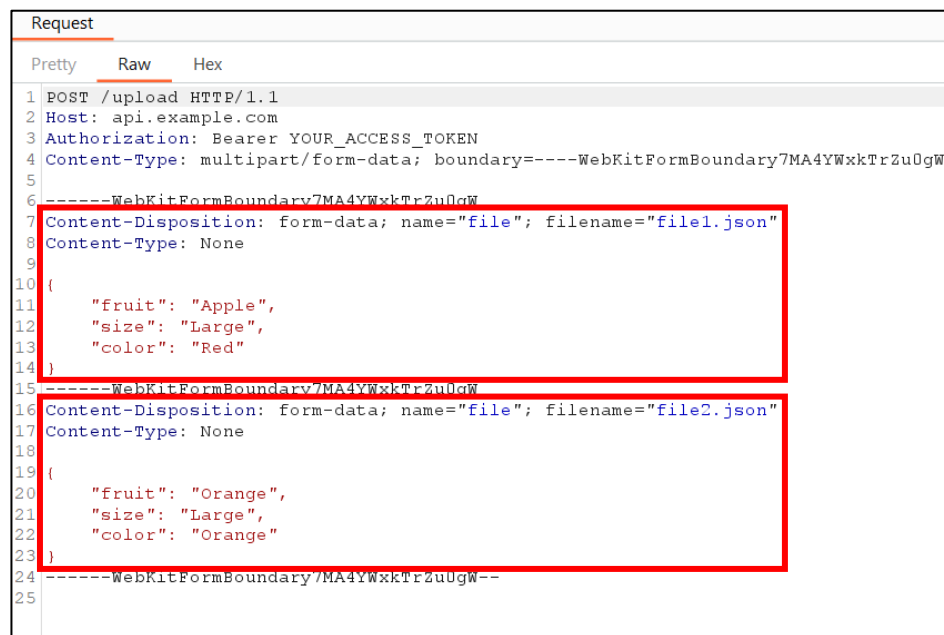 Request
Pretty Raw Hex
1 POST /upload HTTP/1.1
2 Host: api.example.com
3 Authorization: Bearer YOUR_ACCESS_TOKEN
4 Content-Type: multipart/form-data; boundary=----WebKitFormBoundary7MA4YWxkTrZu0gW
5
6 ------WebKitFormBoundary7MA4YWxkTrZu0gW
7 Content-Disposition: form-data; name="file"; filename="file1.json"
8 Content-Type: None
9
10 {
11 "fruit": "Apple",
12 "size": "Large",
13 "color": "Red"
14 }
15 ------WebKitFormBoundary7MA4YWxkTrZu0gW
16 Content-Disposition: form-data; name="file"; filename="file2.json"
17 Content-Type: None
18
19 {
20 "fruit": "Orange",
21 "size": "Large",
22 "color": "Orange"
23 }
24 ------WebKitFormBoundary7MA4YWxkTrZu0gW--
25